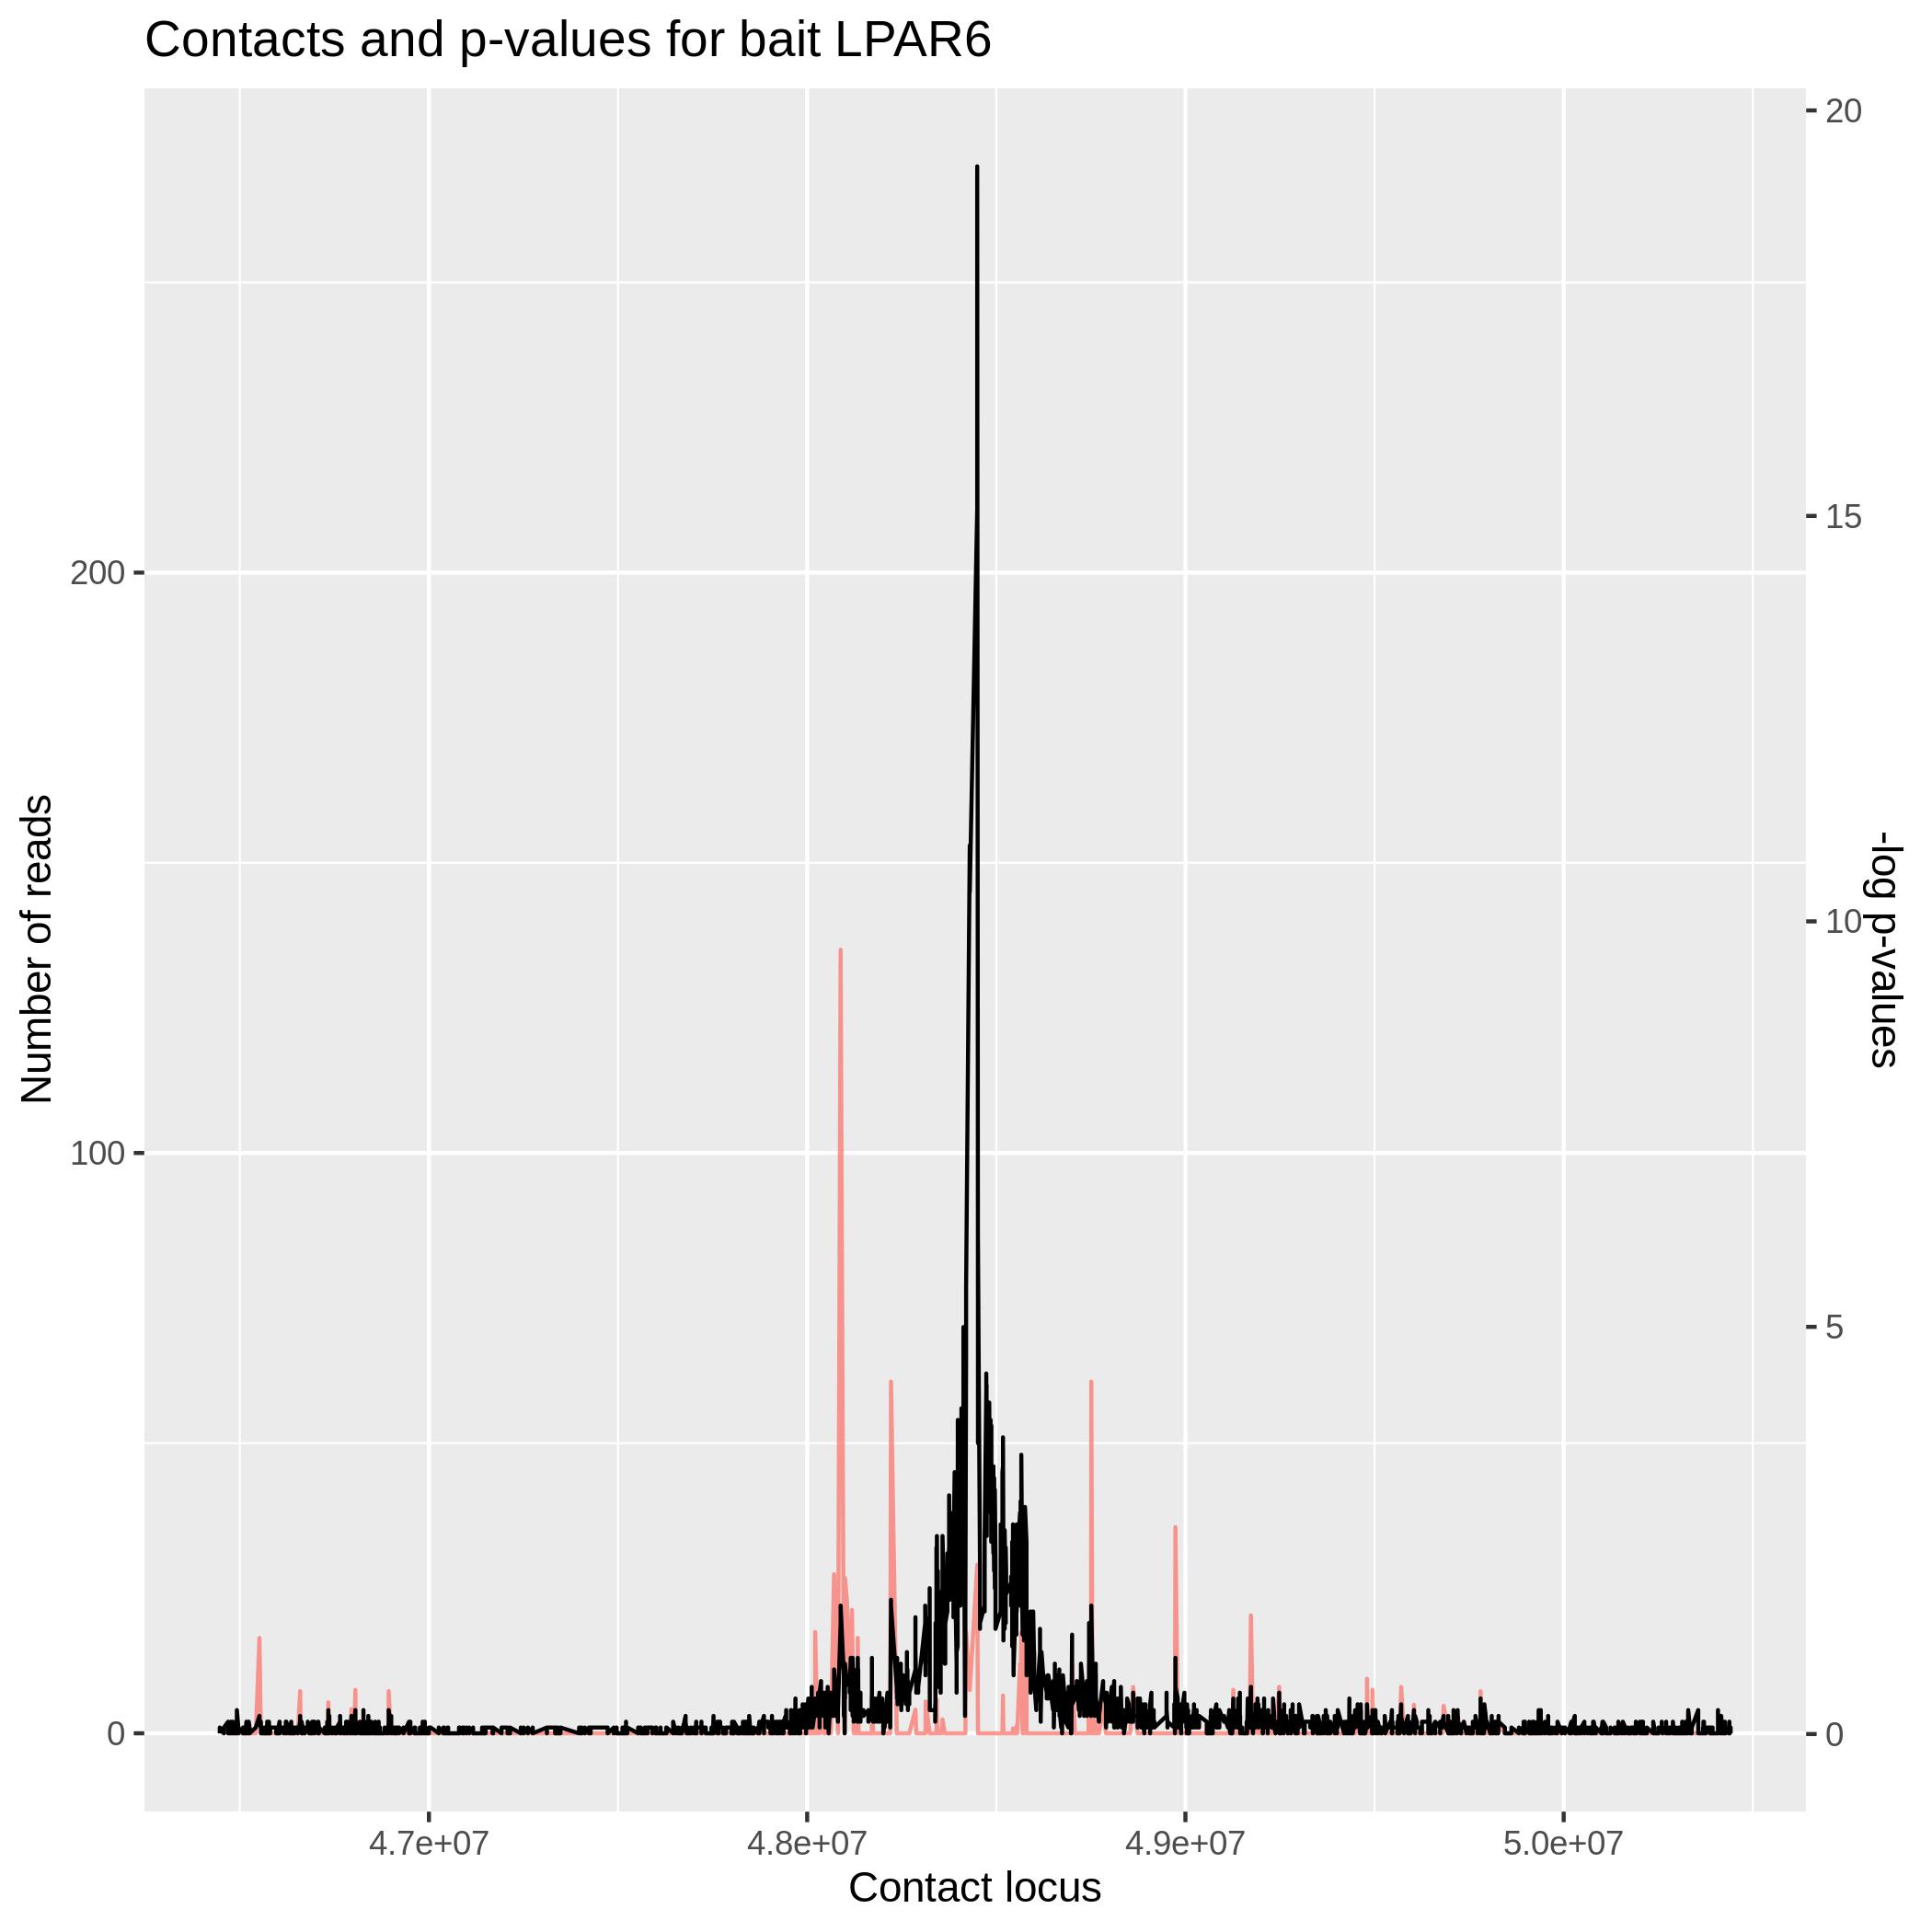 Contacts and p-values for bait LPAR6
Number of reads
200
100
0
20
15
10
5
0
-log p-values
4.7e+07 4.8e+07 4.9e+07 5.0e+07
Contact locus